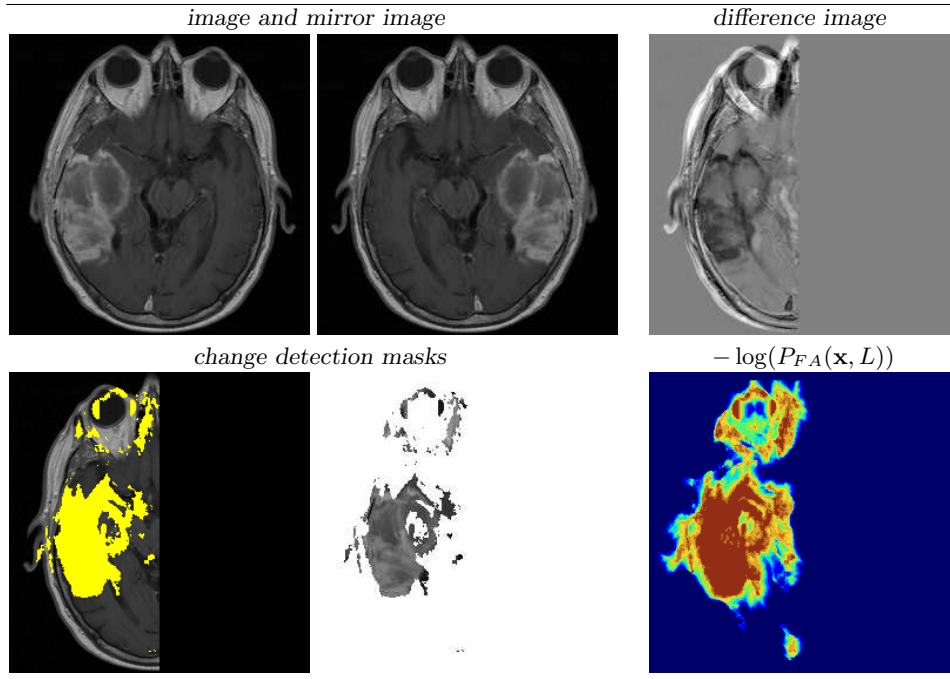 image and mirror image
difference image
change detection masks
− log(P_{FA}(x, L))